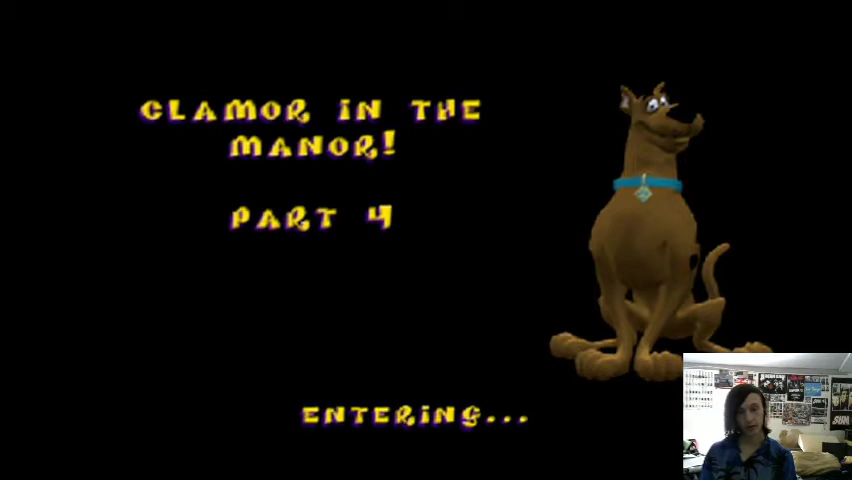 CLAMOR IN THE
MANOR!
PART 4
ENTERING...